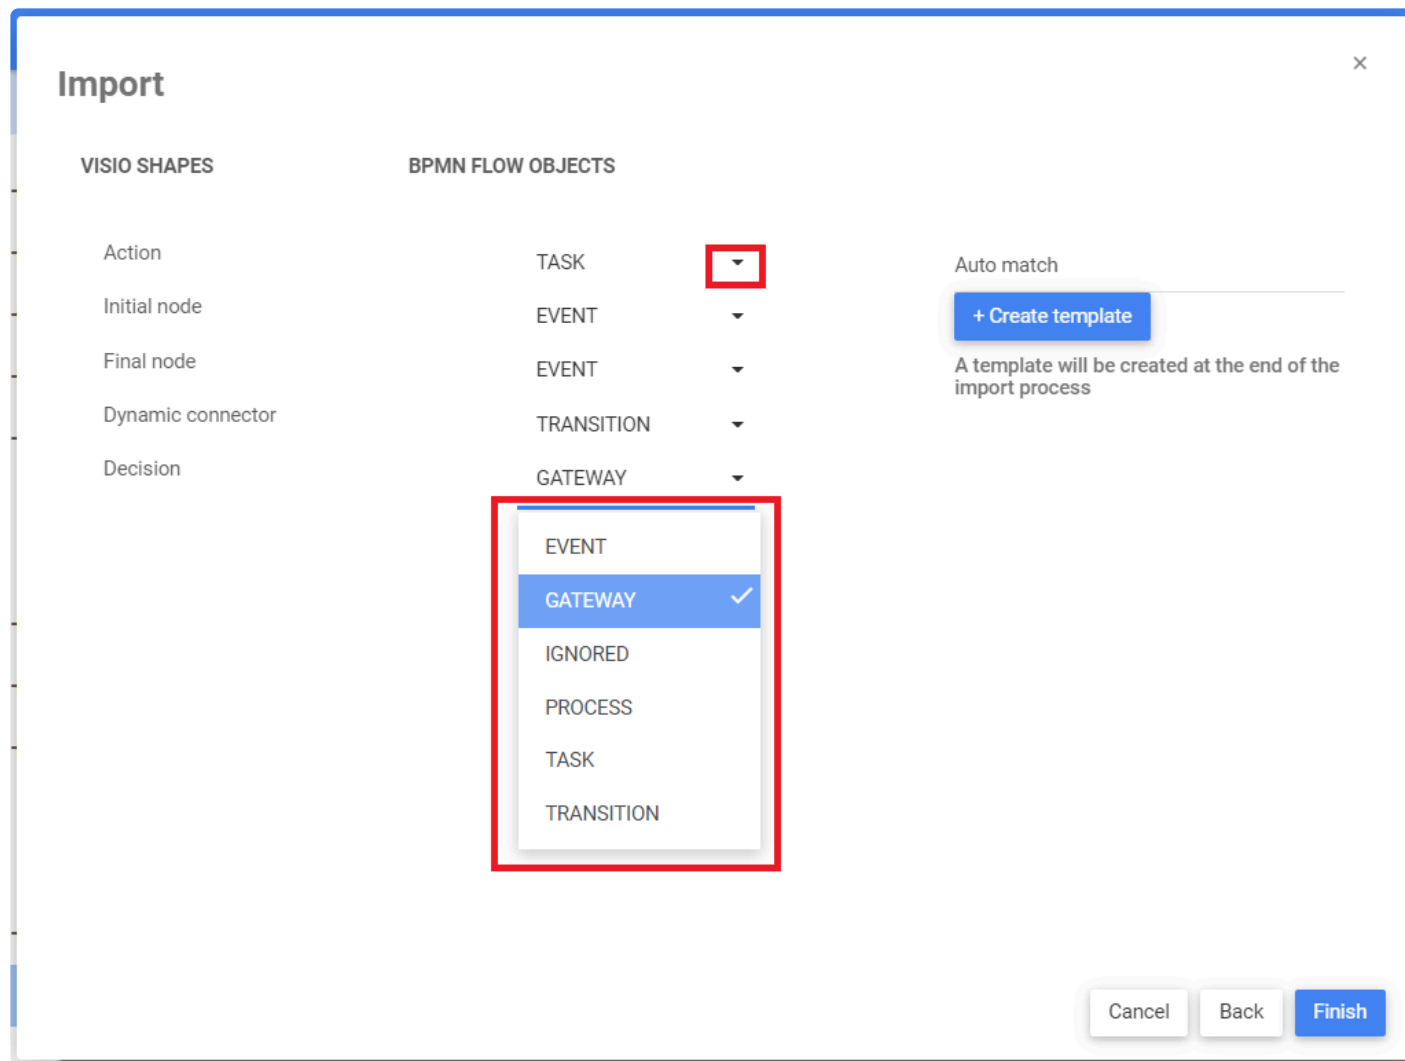 Import
×
VISIO SHAPES
BPMN FLOW OBJECTS
Action
TASK
Initial node
EVENT
Final node
EVENT
Dynamic connector
TRANSITION
Decision
GATEWAY
EVENT
GATEWAY
IGNORED
PROCESS
TASK
TRANSITION
Auto match
+ Create template
A template will be created at the end of the
import process
Cancel
Back
Finish